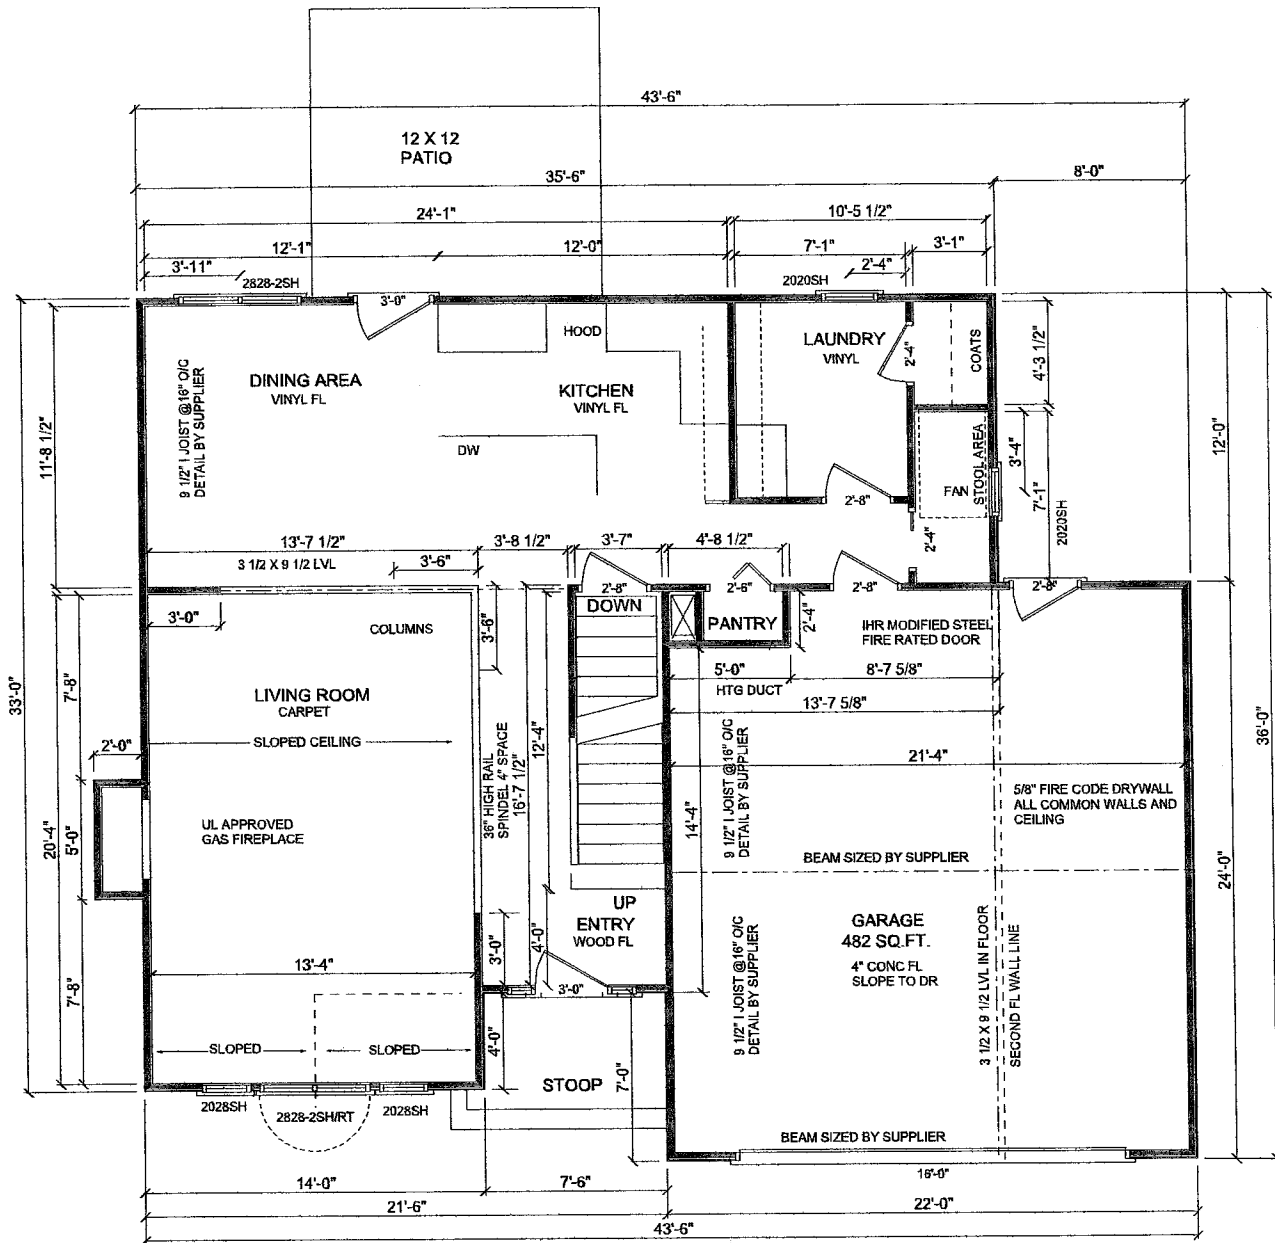 43'-6"
12 X 12
PATIO
35'-6"
8'-0"
24'-1"
10'-5 1/2"
12'-1"
12'-0"
7'-1"
3'-1"
3'-11"
2'-4"
2828-2SH
2020SH
3'-0"
HOOD
LAUNDRY
VINYL
2'-4"
COATS
4'-3 1/2"
DINING AREA
VINYL FL
KITCHEN
VINYL FL
9 1/2" I JOIST @16" O/C
DETAIL BY SUPPLIER
11'-8 1/2"
12'-0"
DW
STOOL AREA
FAN
3'-4"
7'-1"
2020SH
2'-8"
2'-4"
13'-7 1/2"
3'-8 1/2"
3'-7"
4'-8 1/2"
3 1/2 X 9 1/2 LVL
3'-6"
2'-8"
2'-6"
2'-8"
2'-8"
DOWN
PANTRY
2'-4"
3'-0"
COLUMNS
3'-6"
IHR MODIFIED STEEL
FIRE RATED DOOR
5'-0"
8'-7 5/8"
HTG DUCT
13'-7 5/8"
LIVING ROOM
CARPET
SLOPED CEILING
7'-8"
33'-0"
36'-0"
2'-0"
36" HIGH RAIL
SPINDEL 4" SPACE
16'-7 1/2"
12'-4"
9 1/2" I JOIST @16" O/C
DETAIL BY SUPPLIER
21'-4"
14'-4"
5/8" FIRE CODE DRYWALL
ALL COMMON WALLS AND
CEILING
UL APPROVED
GAS FIREPLACE
20'-4"
5'-0"
BEAM SIZED BY SUPPLIER
24'-0"
UP
ENTRY
WOOD FL
GARAGE
482 SQ.FT.
4" CONC FL
SLOPE TO DR
3'-0"
4'-0"
13'-4"
3'-0"
7'-8"
9 1/2" I JOIST @16" O/C
DETAIL BY SUPPLIER
3 1/2 X 9 1/2 LVL IN FLOOR
SECOND FL WALL LINE
SLOPED
SLOPED
4'-0"
STOOP
7'-0"
2028SH
2828-2SH/RT
2028SH
BEAM SIZED BY SUPPLIER
16'-0"
14'-0"
7'-6"
21'-6"
22'-0"
43'-6"